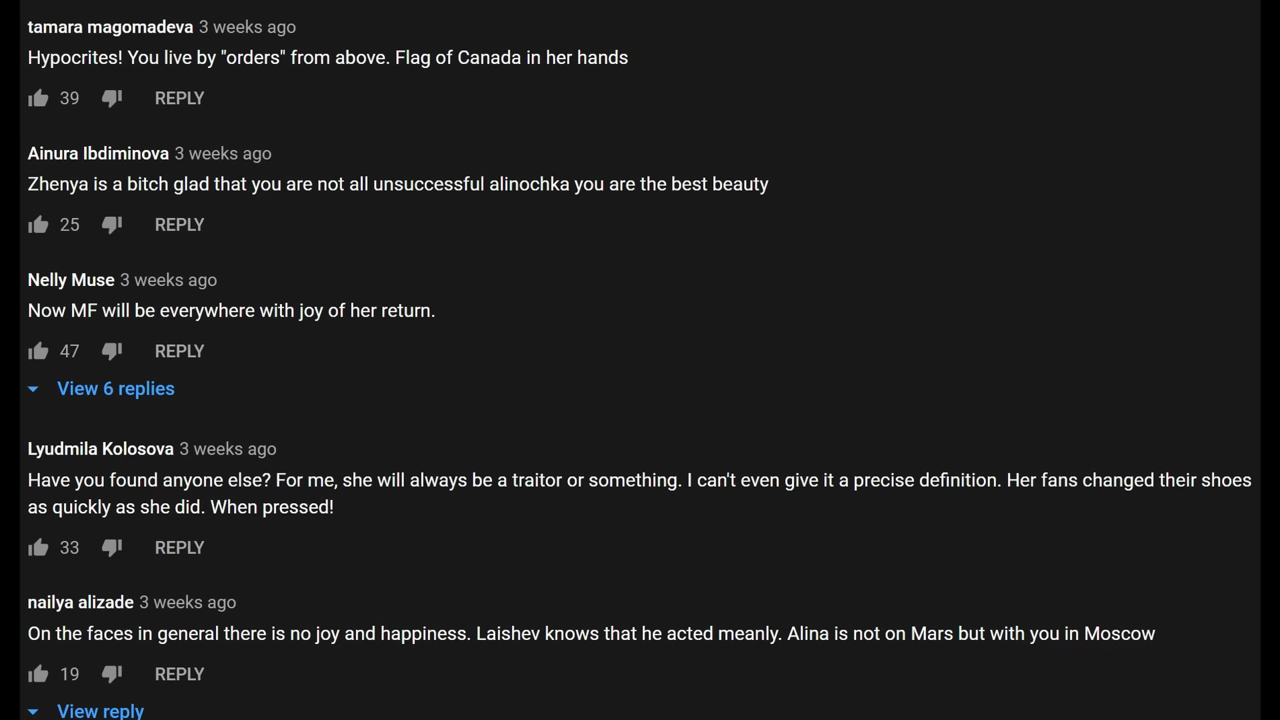 tamara magomadeva 3 weeks ago
Hypocrites! You live by "orders" from above. Flag of Canada in her hands
39 REPLY
Ainura Ibdiminova 3 weeks ago
Zhenya is a bitch glad that you are not all unsuccessful alinochka you are the best beauty
25 REPLY
Nelly Muse 3 weeks ago
Now MF will be everywhere with joy of her return.
47 REPLY
View 6 replies
Lyudmila Kolosova 3 weeks ago
Have you found anyone else? For me, she will always be a traitor or something. I can't even give it a precise definition. Her fans changed their shoes
as quickly as she did. When pressed!
33 REPLY
nailya alizade 3 weeks ago
On the faces in general there is no joy and happiness. Laishev knows that he acted meanly. Alina is not on Mars but with you in Moscow
19 REPLY
View reply